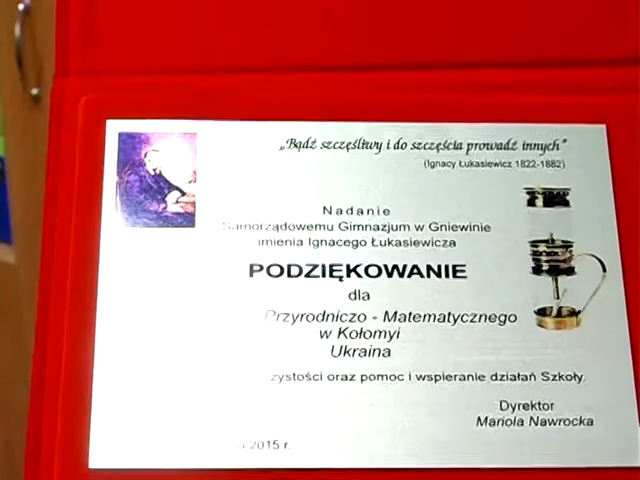 „Bądź szczęśliwy i do szczęścia prowadź innych"
(Ignacy Łukasiewicz 1822-1882)
Nadanie
Samorządowemu Gimnazjum w Gniewinie
imienia Ignacego Łukasiewicza
PODZIĘKOWANIE
dla
Przyrodniczo - Matematycznego
w Kołomyi
Ukraina
oraz pomoc i wspieranie działań Szkoły.
Dyrektor
Mariola Nawrocka
2015 r.